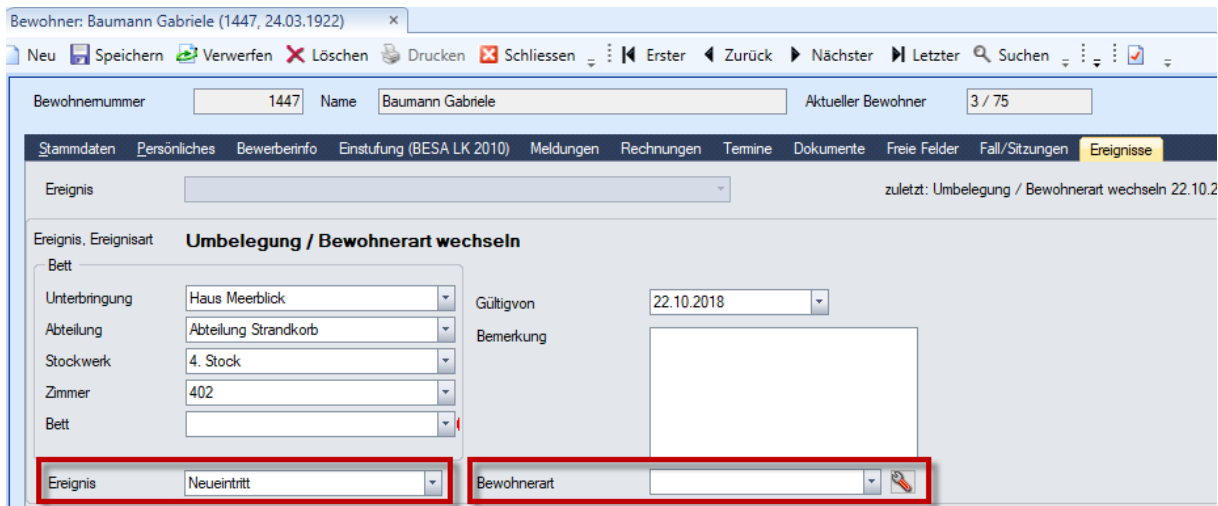 Bewohner: Baumann Gabriele (1447, 24.03.1922) ×
Neu Speichern Verwerfen Löschen Drucken Schliessen Erster Zurück Nächster Letzter Suchen
Bewohnernummer 1447 Name Baumann Gabriele Aktueller Bewohner 3 / 75
Stammdaten Persönliches Bewerberinfo Einstufung (BESA LK 2010) Meldungen Rechnungen Termine Dokumente Freie Felder Fall/Sitzungen Ereignisse
Ereignis zuletzt: Umbelegung / Bewohnerart wechseln 22.10.2
Ereignis, Ereignisart Umbelegung / Bewohnerart wechseln
Bett
Unterbringung Haus Meerblick Gültigvon 22.10.2018
Abteilung Abteilung Strandkorb Bemerkung
Stockwerk 4. Stock
Zimmer 402
Bett
Ereignis Neueintritt Bewohnerart